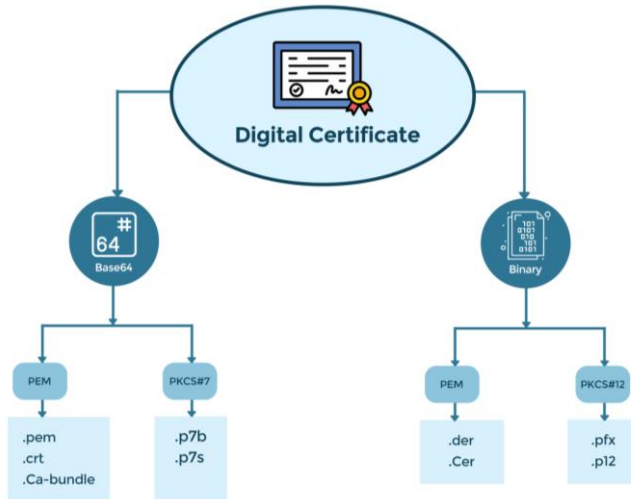 Digital Certificate
#
64
Base64
101
0101
010
101
0101
Binary
PEM
PKCS#7
PEM
PKCS#12
.pem
.crt
.Ca-bundle
.p7b
.p7s
.der
.Cer
.pfx
.p12